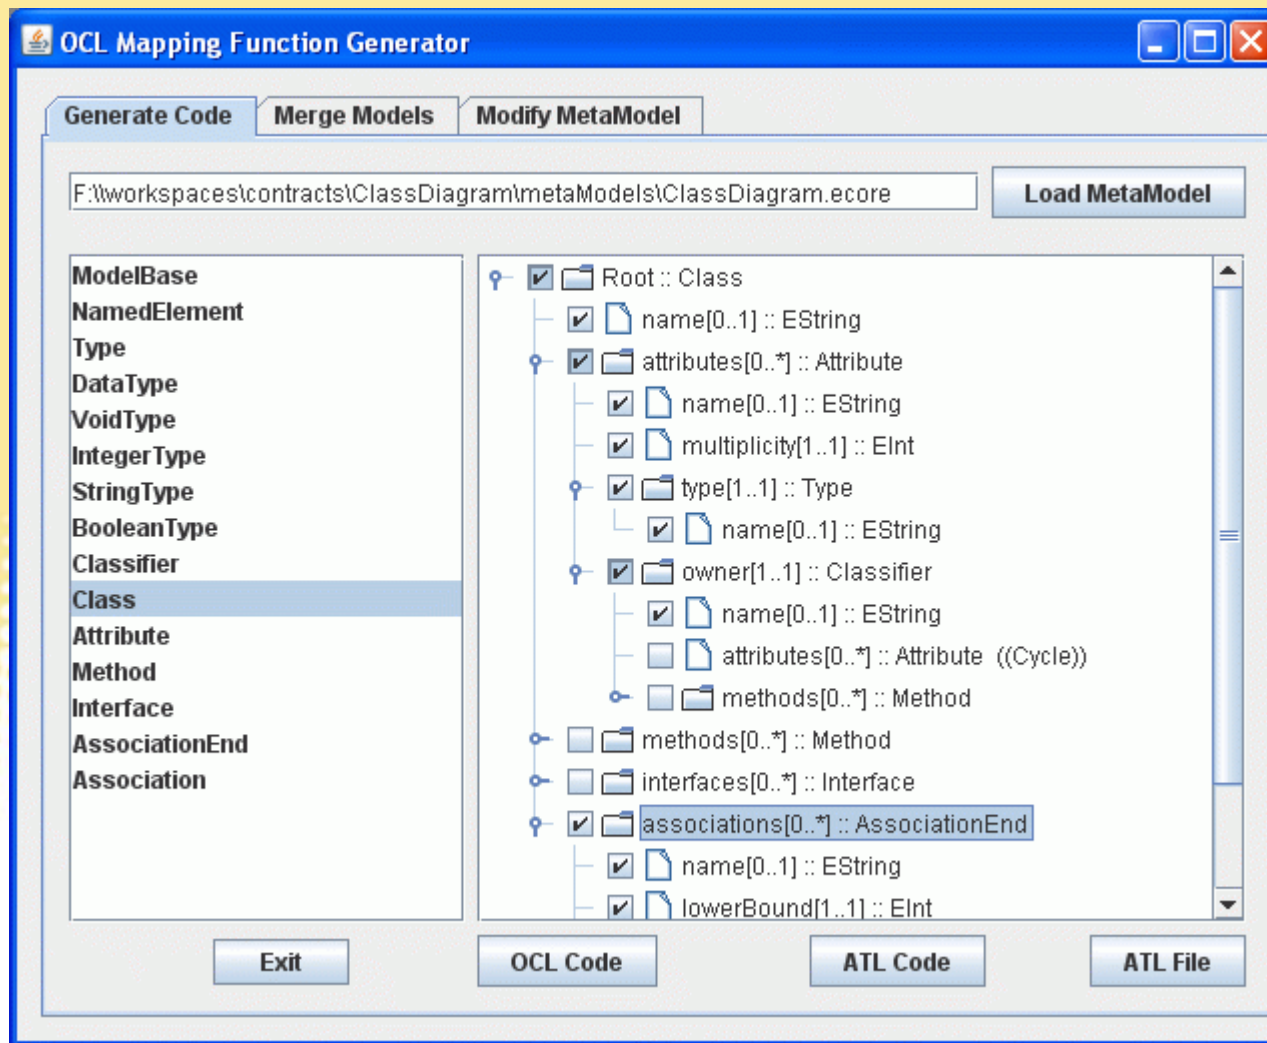 OCL Mapping Function Generator
Generate Code
Merge Models
Modify MetaModel
F:\\workspaces\contracts\ClassDiagram\metaModels\ClassDiagram.ecore
Load MetaModel
ModelBase
NamedElement
Type
DataType
VoidType
IntegerType
StringType
BooleanType
Classifier
Class
Attribute
Method
Interface
AssociationEnd
Association
Root :: Class
name[0..1] :: EString
attributes[0..*] :: Attribute
name[0..1] :: EString
multiplicity[1..1] :: EInt
type[1..1] :: Type
name[0..1] :: EString
owner[1..1] :: Classifier
name[0..1] :: EString
attributes[0..*] :: Attribute ((Cycle))
methods[0..*] :: Method
methods[0..*] :: Method
interfaces[0..*] :: Interface
associations[0..*] :: AssociationEnd
name[0..1] :: EString
lowerBound[1..1] :: EInt
Exit
OCL Code
ATL Code
ATL File